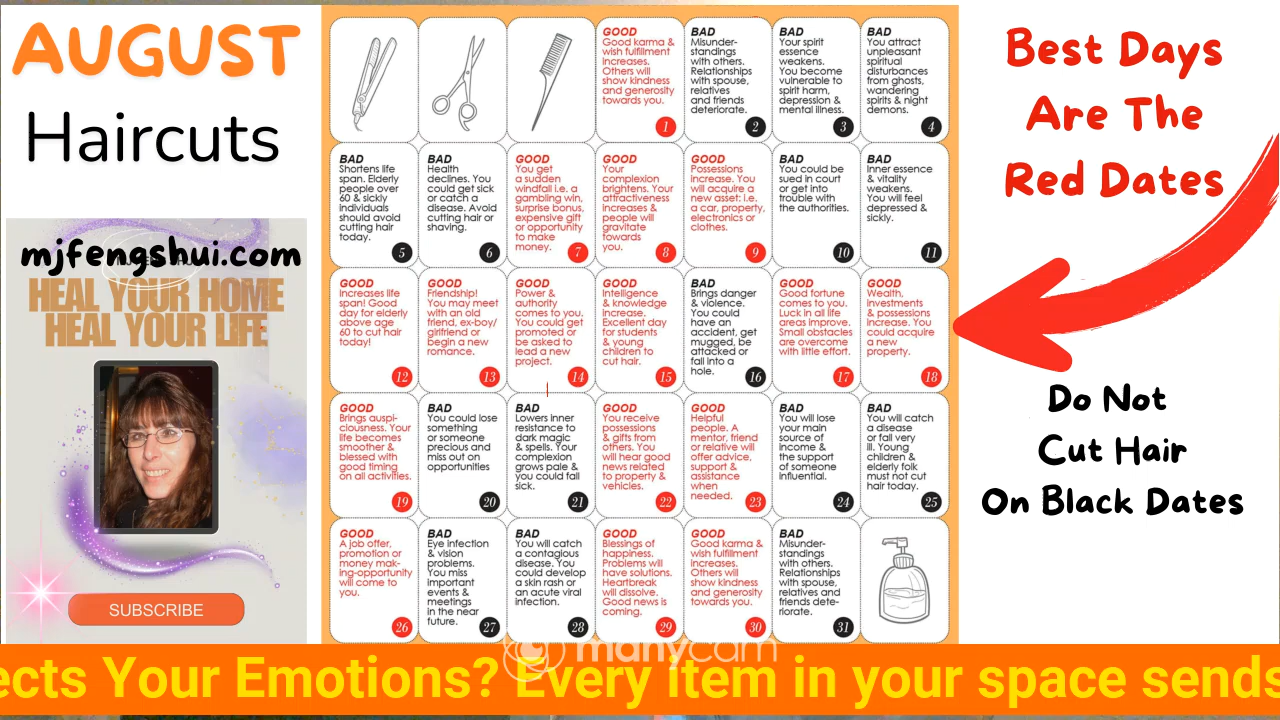 AUGUST
Haircuts
mjfengshui.com
HEAL YOUR HOME
HEAL YOUR LIFE
SUBSCRIBE
GOOD
Good karma &
wish fulfillment
increases.
Others will
show kindness
and generosity
towards you.
1
BAD
Misunder-
standings
with others.
Relationships
with spouse,
relatives
and friends
deteriorate.
2
BAD
Your spirit
essence
weakens.
You become
vulnerable to
spirit harm,
depression &
mental illness.
3
BAD
You attract
unpleasant
spiritual
disturbances
from ghosts,
wandering
spirits & night
demons.
4
BAD
Shortens life
span. Elderly
people over
60 & sickly
individuals
should avoid
cutting hair
today.
5
BAD
Health
declines. You
could get sick
or catch a
disease. Avoid
cutting hair or
shaving.
6
GOOD
You get
a sudden
windfall i.e. a
gambling win,
surprise bonus,
expensive gift
or opportunity
to make
money.
7
GOOD
Your
complexion
brightens. Your
attractiveness
increases &
people will
gravitate
towards
you.
8
GOOD
Possessions
increase. You
will acquire a
new asset: i.e.
a car, property,
electronics or
clothes.
9
BAD
You could be
sued in court
or get into
trouble with
the authorities.
10
BAD
Inner essence
& vitality
weakens.
You will feel
depressed &
sickly.
11
GOOD
Increases life
span! Good
day for elderly
above age
60 to cut hair
today!
12
GOOD
Friendship!
You may meet
with an old
friend, ex-boy/
girlfriend or
begin a new
romance.
13
GOOD
Power &
authority
comes to you.
You could get
promoted or
be asked to
lead a new
project.
14
GOOD
Intelligence
& knowledge
increase.
Excellent day
for students
& young
children to
cut hair.
15
BAD
Brings danger
& violence.
You could
have an
accident, get
mugged, be
attacked or
fall into a
hole.
16
GOOD
Good fortune
comes to you.
Luck in all life
areas improve.
Small obstacles
are overcome
with little effort.
17
GOOD
Wealth,
investments
& possessions
increase. You
could acquire
a new
property.
18
GOOD
Brings auspi-
ciousness. Your
life becomes
smoother &
blessed with
good timing
on all activities.
19
BAD
You could lose
something
or someone
precious and
miss out on
opportunities
20
BAD
Lowers inner
resistance to
dark magic
& spells. Your
complexion
grows pale &
you could fall
sick.
21
GOOD
You receive
possessions
& gifts from
others. You
will hear good
news related
to property &
vehicles.
22
GOOD
Helpful
people. A
mentor, friend
or relative will
offer advice,
support &
assistance
when
needed.
23
BAD
You will lose
your main
source of
income &
the support
of someone
influential.
24
BAD
You will catch
a disease
or fall very
ill. Young
children &
elderly folk
must not cut
hair today.
25
GOOD
A job offer,
promotion or
money mak-
ing-opportunity
will come to
you.
26
BAD
Eye infection
& vision
problems.
You miss
important
events &
meetings
in the near
future.
27
BAD
You will catch
a contagious
disease. You
could develop
a skin rash or
an acute viral
infection.
28
GOOD
Blessings of
happiness.
Problems will
have solutions.
Heartbreak
will dissolve.
Good news is
coming.
29
GOOD
Good karma &
wish fulfillment
increases.
Others will
show kindness
and generosity
towards you.
30
BAD
Misunder-
standings
with others.
Relationships
with spouse,
relatives and
friends dete-
riorate.
31
Best Days
Are The
Red Dates
Do Not
Cut Hair
On Black Dates
manycam
ects Your Emotions? Every item in your space sends